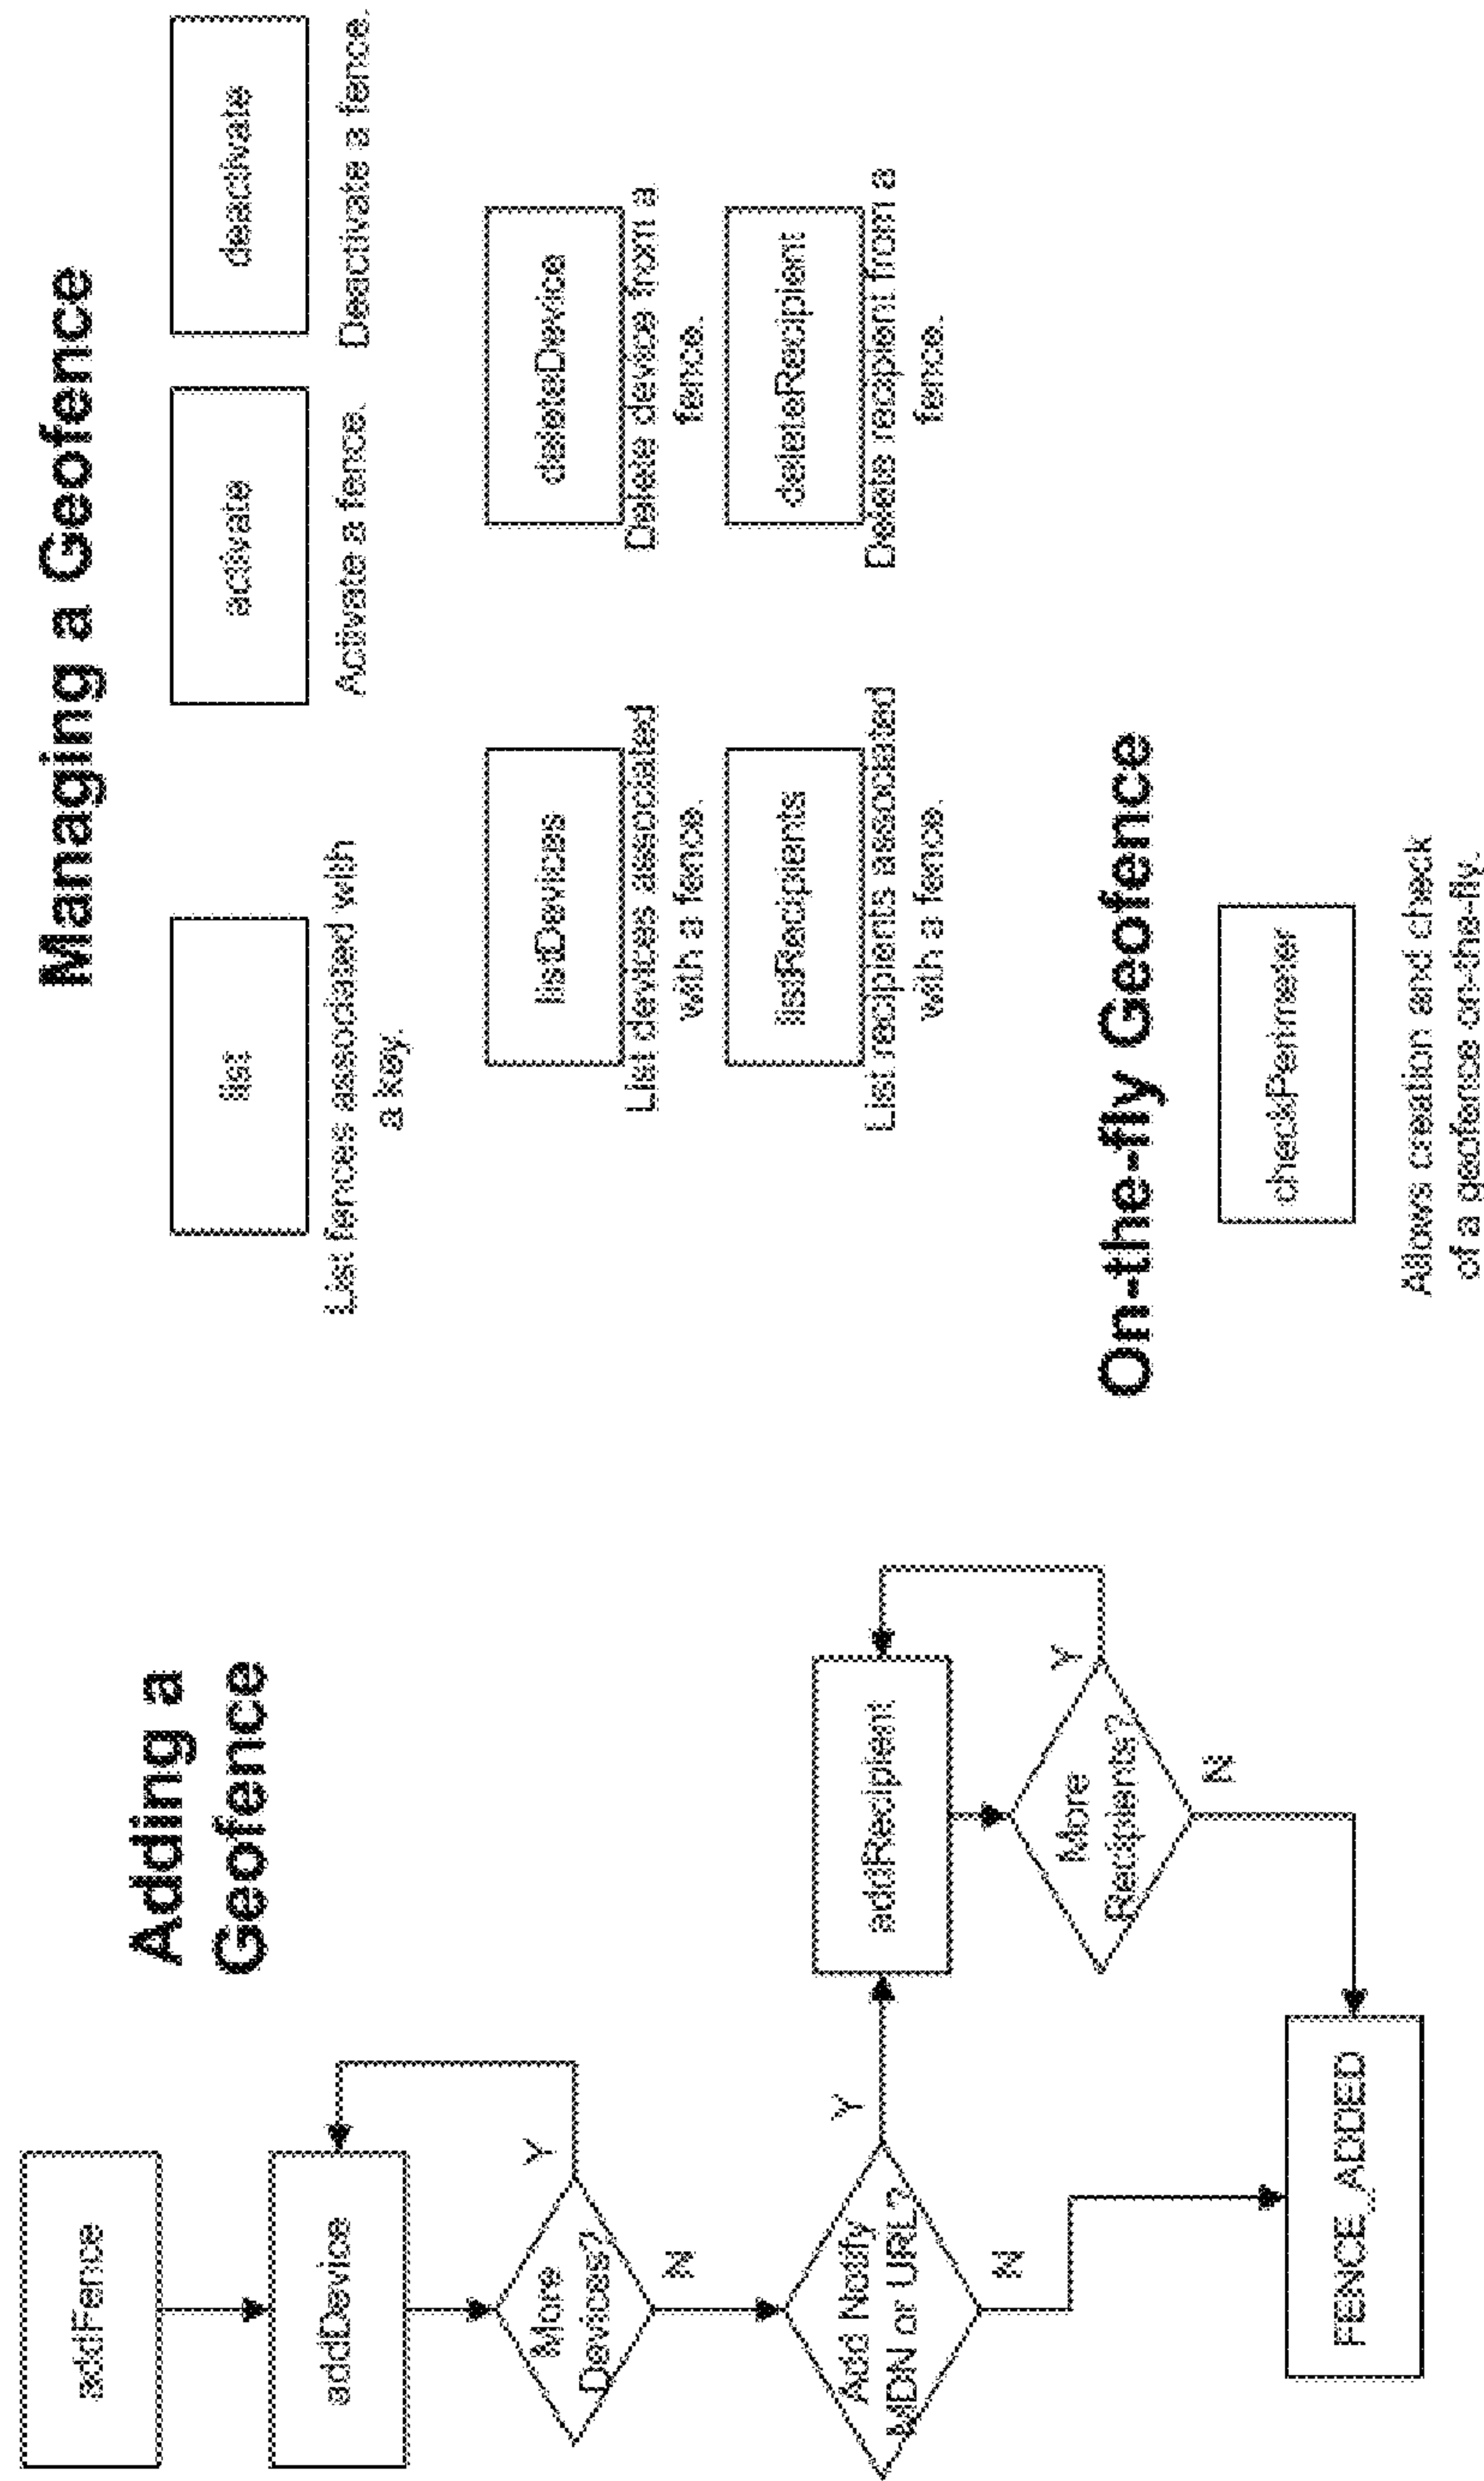 Adding a
Geofence
addFence
addDevice
More
Devices?
Y
N
Add Notify
MDN or URL?
Y
N
addRecipient
More
Recipients?
Y
N
FENCE_ADDED
Managing a Geofence
list
List fences associated with
a key.
activate
Activate a fence.
deactivate
Deactivate a fence.
listDevices
List devices associated
with a fence.
deleteDevice
Delete device from a
fence.
listRecipients
List recipients associated
with a fence.
deleteRecipient
Delete recipient from a
fence.
On-the-fly Geofence
checkPerimeter
Allows creation and check
of a geofence on-the-fly.